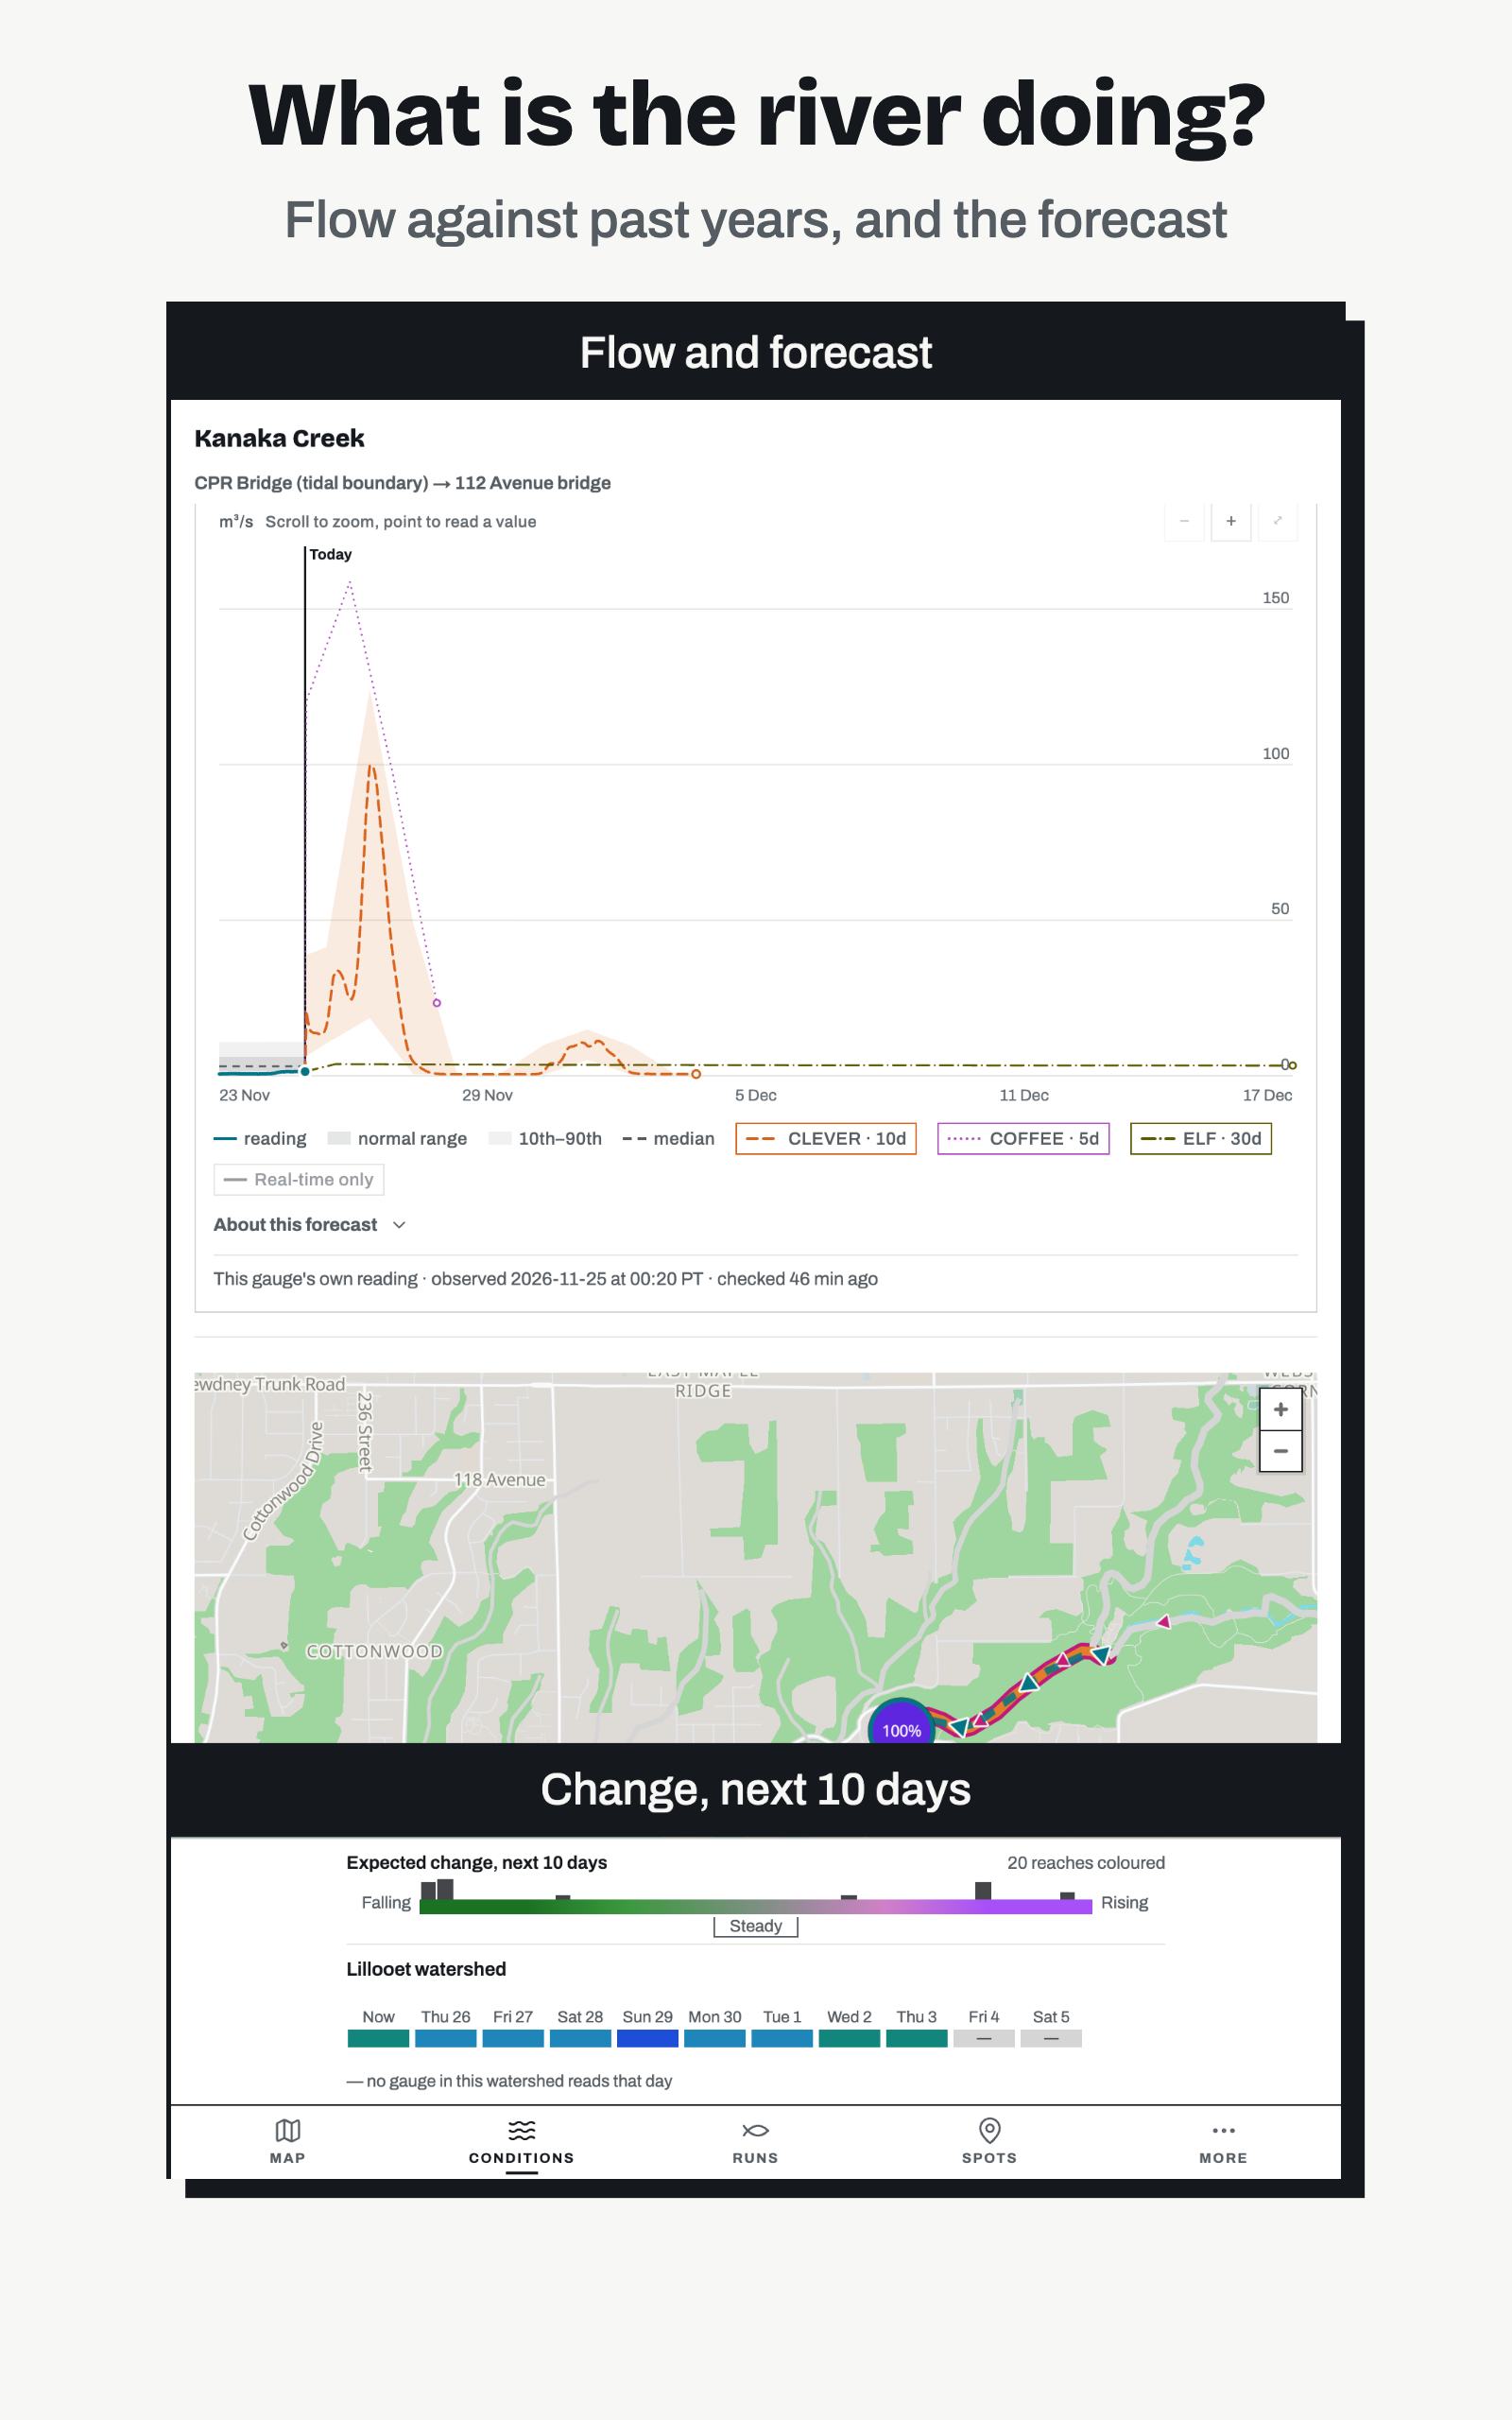 What is the river doing?
Flow against past years, and the forecast
Flow and forecast
Kanaka Creek
CPR Bridge (tidal boundary) → 112 Avenue bridge
m³/s Scroll to zoom, point to read a value
− +
Today
150
100
50
0
23 Nov 29 Nov 5 Dec 11 Dec 17 Dec
reading normal range 10th–90th median CLEVER · 10d COFFEE · 5d ELF · 30d
Real-time only
About this forecast
This gauge's own reading · observed 2026-11-25 at 00:20 PT · checked 46 min ago
ewdney Trunk Road
236 Street
EAST MAPLE RIDGE
Cottonwood Drive
118 Avenue
+
−
COTTONWOOD
100%
Change, next 10 days
Expected change, next 10 days 20 reaches coloured
Falling Rising
Steady
Lillooet watershed
Now Thu 26 Fri 27 Sat 28 Sun 29 Mon 30 Tue 1 Wed 2 Thu 3 Fri 4 Sat 5
— —
— no gauge in this watershed reads that day
MAP CONDITIONS RUNS SPOTS MORE